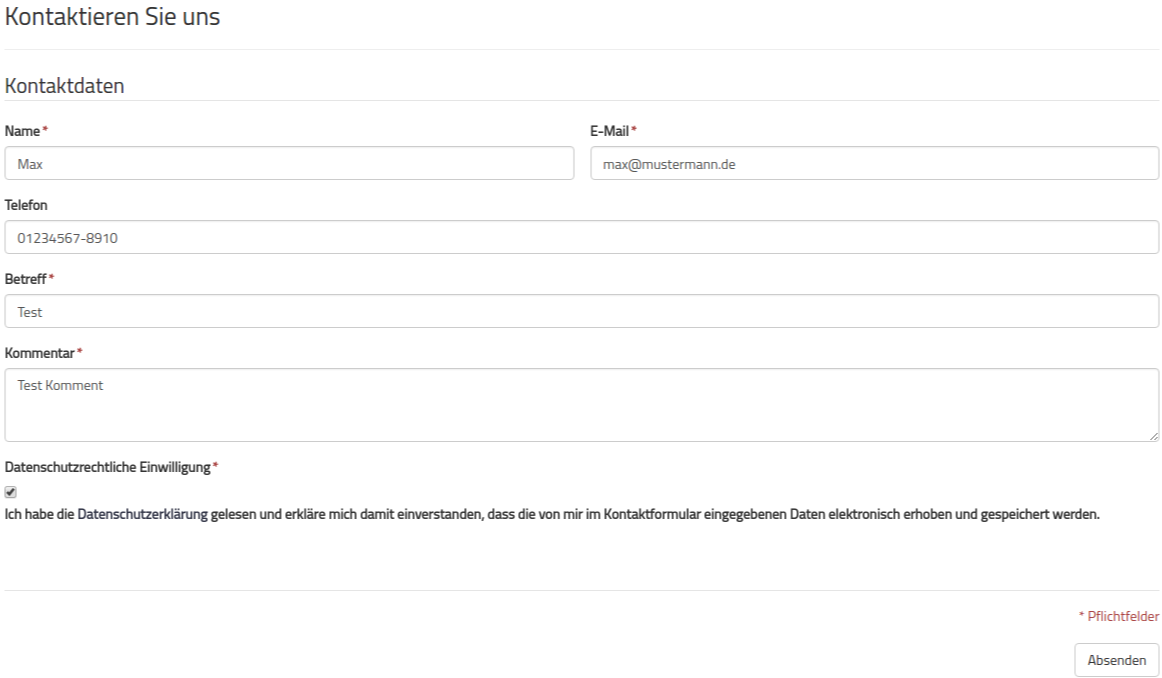 Kontaktieren Sie uns
Kontaktdaten
Name*
E-Mail*
Max
max@mustermann.de
Telefon
01234567-8910
Betreff*
Test
Kommentar*
Test Komment
Datenschutzrechtliche Einwilligung*
Ich habe die Datenschutzerklärung gelesen und erkläre mich damit einverstanden, dass die von mir im Kontaktformular eingegebenen Daten elektronisch erhoben und gespeichert werden.
* Pflichtfelder
Absenden